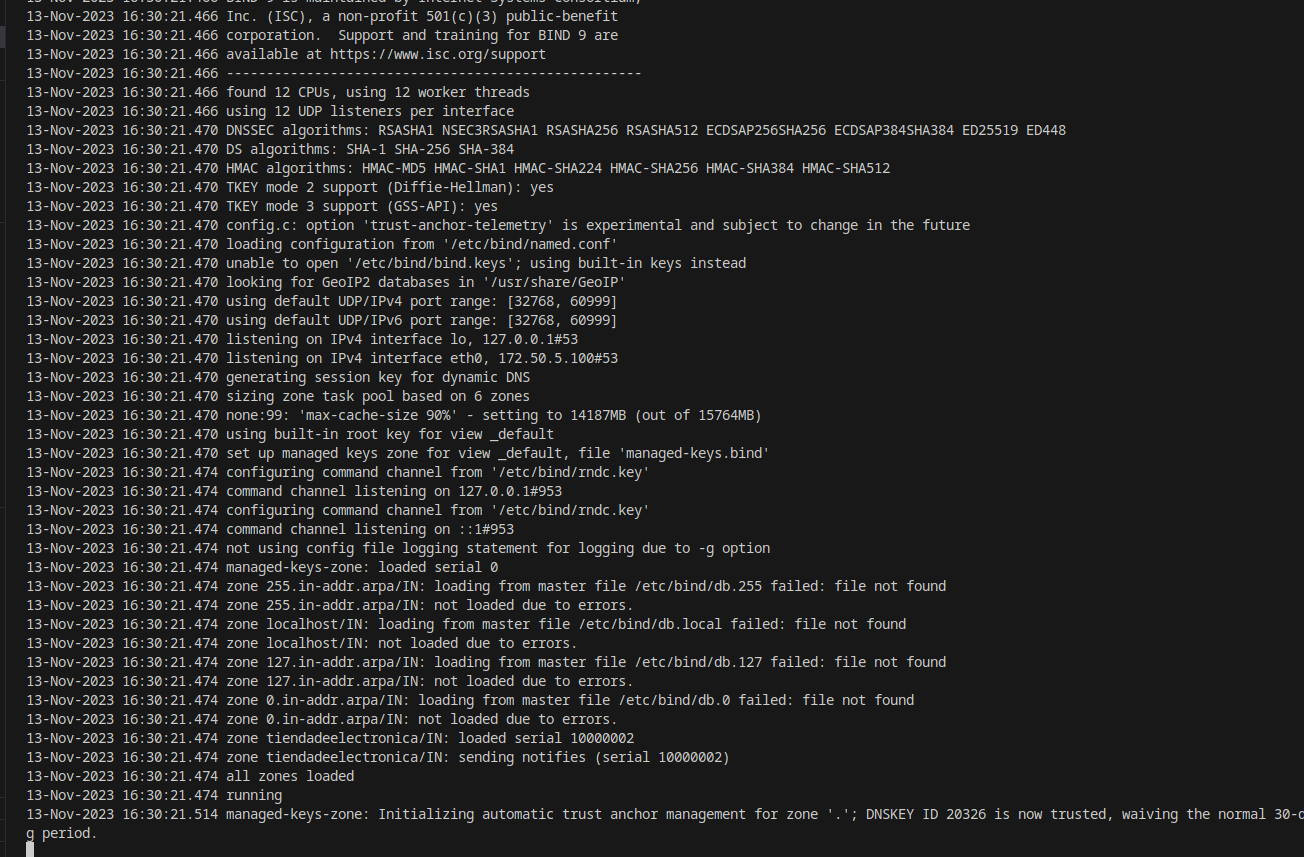 13-Nov-2023 16:30:21.466 BIND 9 is maintained by Internet Systems Consortium,
13-Nov-2023 16:30:21.466 Inc. (ISC), a non-profit 501(c)(3) public-benefit
13-Nov-2023 16:30:21.466 corporation.  Support and training for BIND 9 are
13-Nov-2023 16:30:21.466 available at https://www.isc.org/support
13-Nov-2023 16:30:21.466 ----------------------------------------------------
13-Nov-2023 16:30:21.466 found 12 CPUs, using 12 worker threads
13-Nov-2023 16:30:21.466 using 12 UDP listeners per interface
13-Nov-2023 16:30:21.470 DNSSEC algorithms: RSASHA1 NSEC3RSASHA1 RSASHA256 RSASHA512 ECDSAP256SHA256 ECDSAP384SHA384 ED25519 ED448
13-Nov-2023 16:30:21.470 DS algorithms: SHA-1 SHA-256 SHA-384
13-Nov-2023 16:30:21.470 HMAC algorithms: HMAC-MD5 HMAC-SHA1 HMAC-SHA224 HMAC-SHA256 HMAC-SHA384 HMAC-SHA512
13-Nov-2023 16:30:21.470 TKEY mode 2 support (Diffie-Hellman): yes
13-Nov-2023 16:30:21.470 TKEY mode 3 support (GSS-API): yes
13-Nov-2023 16:30:21.470 config.c: option 'trust-anchor-telemetry' is experimental and subject to change in the future
13-Nov-2023 16:30:21.470 loading configuration from '/etc/bind/named.conf'
13-Nov-2023 16:30:21.470 unable to open '/etc/bind/bind.keys'; using built-in keys instead
13-Nov-2023 16:30:21.470 looking for GeoIP2 databases in '/usr/share/GeoIP'
13-Nov-2023 16:30:21.470 using default UDP/IPv4 port range: [32768, 60999]
13-Nov-2023 16:30:21.470 using default UDP/IPv6 port range: [32768, 60999]
13-Nov-2023 16:30:21.470 listening on IPv4 interface lo, 127.0.0.1#53
13-Nov-2023 16:30:21.470 listening on IPv4 interface eth0, 172.50.5.100#53
13-Nov-2023 16:30:21.470 generating session key for dynamic DNS
13-Nov-2023 16:30:21.470 sizing zone task pool based on 6 zones
13-Nov-2023 16:30:21.470 none:99: 'max-cache-size 90%' - setting to 14187MB (out of 15764MB)
13-Nov-2023 16:30:21.470 using built-in root key for view _default
13-Nov-2023 16:30:21.470 set up managed keys zone for view _default, file 'managed-keys.bind'
13-Nov-2023 16:30:21.474 configuring command channel from '/etc/bind/rndc.key'
13-Nov-2023 16:30:21.474 command channel listening on 127.0.0.1#953
13-Nov-2023 16:30:21.474 configuring command channel from '/etc/bind/rndc.key'
13-Nov-2023 16:30:21.474 command channel listening on ::1#953
13-Nov-2023 16:30:21.474 not using config file logging statement for logging due to -g option
13-Nov-2023 16:30:21.474 managed-keys-zone: loaded serial 0
13-Nov-2023 16:30:21.474 zone 255.in-addr.arpa/IN: loading from master file /etc/bind/db.255 failed: file not found
13-Nov-2023 16:30:21.474 zone 255.in-addr.arpa/IN: not loaded due to errors.
13-Nov-2023 16:30:21.474 zone localhost/IN: loading from master file /etc/bind/db.local failed: file not found
13-Nov-2023 16:30:21.474 zone localhost/IN: not loaded due to errors.
13-Nov-2023 16:30:21.474 zone 127.in-addr.arpa/IN: loading from master file /etc/bind/db.127 failed: file not found
13-Nov-2023 16:30:21.474 zone 127.in-addr.arpa/IN: not loaded due to errors.
13-Nov-2023 16:30:21.474 zone 0.in-addr.arpa/IN: loading from master file /etc/bind/db.0 failed: file not found
13-Nov-2023 16:30:21.474 zone 0.in-addr.arpa/IN: not loaded due to errors.
13-Nov-2023 16:30:21.474 zone tiendadeelectronica/IN: loaded serial 10000002
13-Nov-2023 16:30:21.474 zone tiendadeelectronica/IN: sending notifies (serial 10000002)
13-Nov-2023 16:30:21.474 all zones loaded
13-Nov-2023 16:30:21.474 running
13-Nov-2023 16:30:21.514 managed-keys-zone: Initializing automatic trust anchor management for zone '.'; DNSKEY ID 20326 is now trusted, waiving the normal 30-
g period.